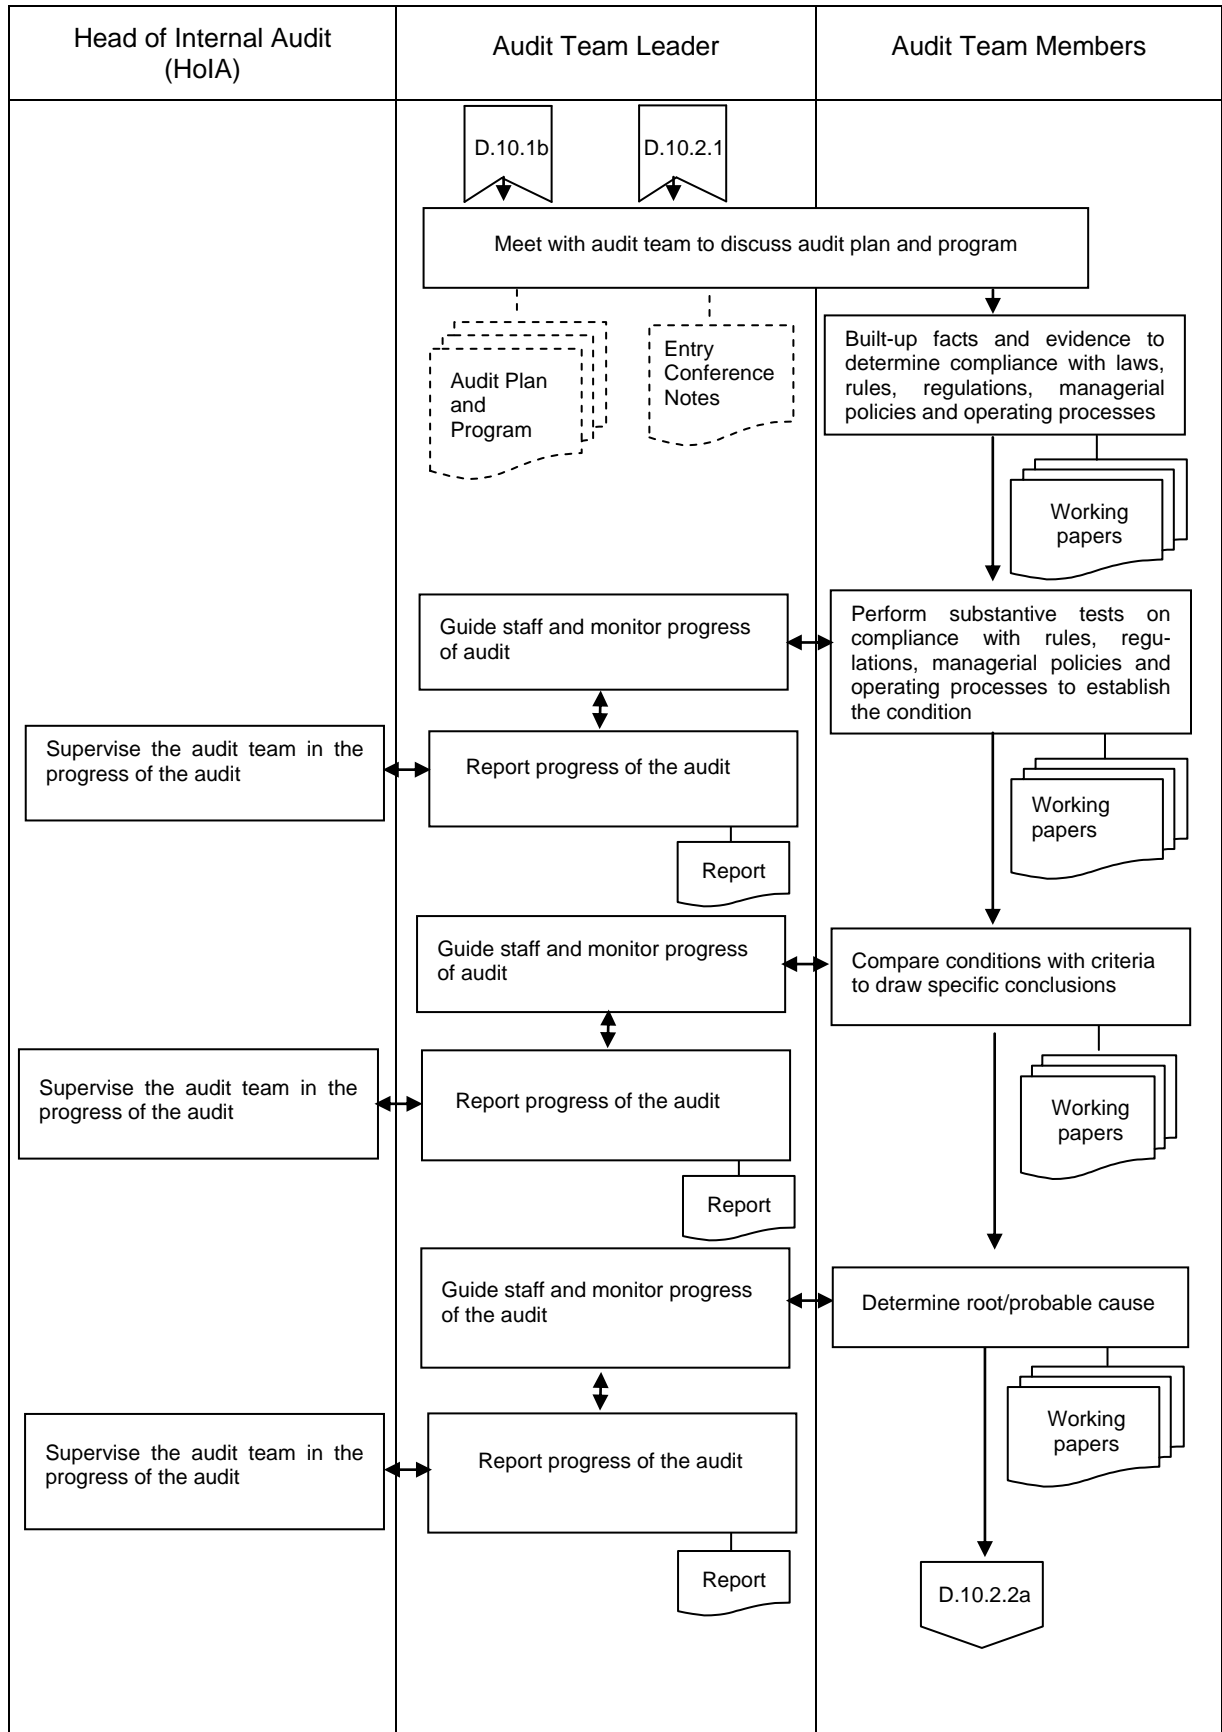 Head of Internal Audit
(HoIA)
Audit Team Leader
Audit Team Members
D.10.1b
D.10.2.1
Meet with audit team to discuss audit plan and program
Audit Plan
and
Program
Entry
Conference
Notes
Built-up facts and evidence to
determine compliance with laws,
rules, regulations, managerial
policies and operating processes
Working
papers
Guide staff and monitor progress
of audit
Perform substantive tests on
compliance with rules, regu-
lations, managerial policies and
operating processes to establish
the condition
Supervise the audit team in the
progress of the audit
Report progress of the audit
Working
papers
Report
Guide staff and monitor progress
of audit
Compare conditions with criteria
to draw specific conclusions
Supervise the audit team in the
progress of the audit
Report progress of the audit
Working
papers
Report
Guide staff and monitor progress
of the audit
Determine root/probable cause
Supervise the audit team in the
progress of the audit
Report progress of the audit
Working
papers
Report
D.10.2.2a